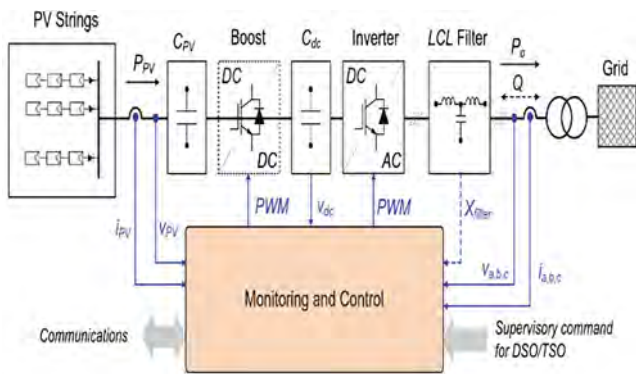 PV Strings
P_PV
C_PV
Boost
C_dc
Inverter
LCL Filter
P_o
Q
Grid
DC
DC
DC
AC
i_PV
v_PV
PWM
v_dc
PWM
X_filter
v_a,b,c
i_a,b,c
Monitoring and Control
Communications
Supervisory command
for DSO/TSO